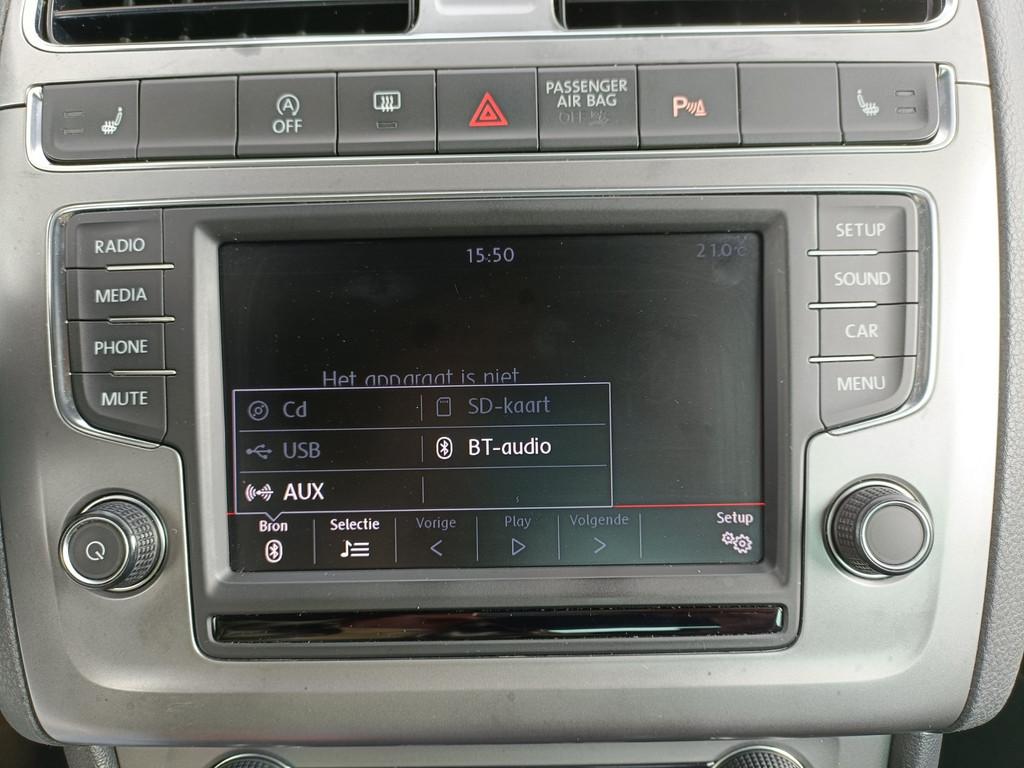 OFF
PASSENGER
AIR BAG
OFF
P
RADIO
MEDIA
PHONE
MUTE
SETUP
SOUND
CAR
MENU
15:50
21.0°C
Het apparaat is niet
Cd
SD-kaart
USB
BT-audio
AUX
Bron
Selectie
Vorige
Play
Volgende
Setup